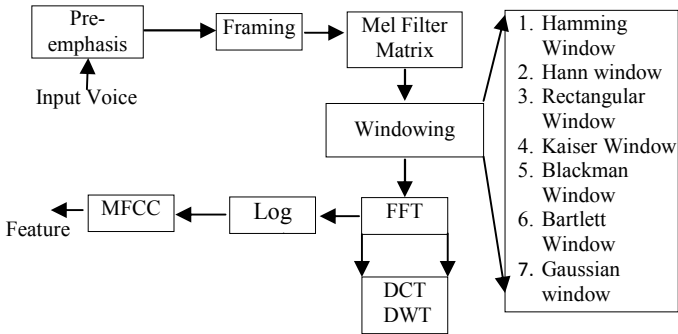 Pre-
emphasis
Framing
Mel Filter
Matrix
Input Voice
Windowing
1. Hamming
Window
2. Hann window
3. Rectangular
Window
4. Kaiser Window
5. Blackman
Window
6. Bartlett
Window
7. Gaussian
window
FFT
Log
MFCC
Feature
DCT
DWT